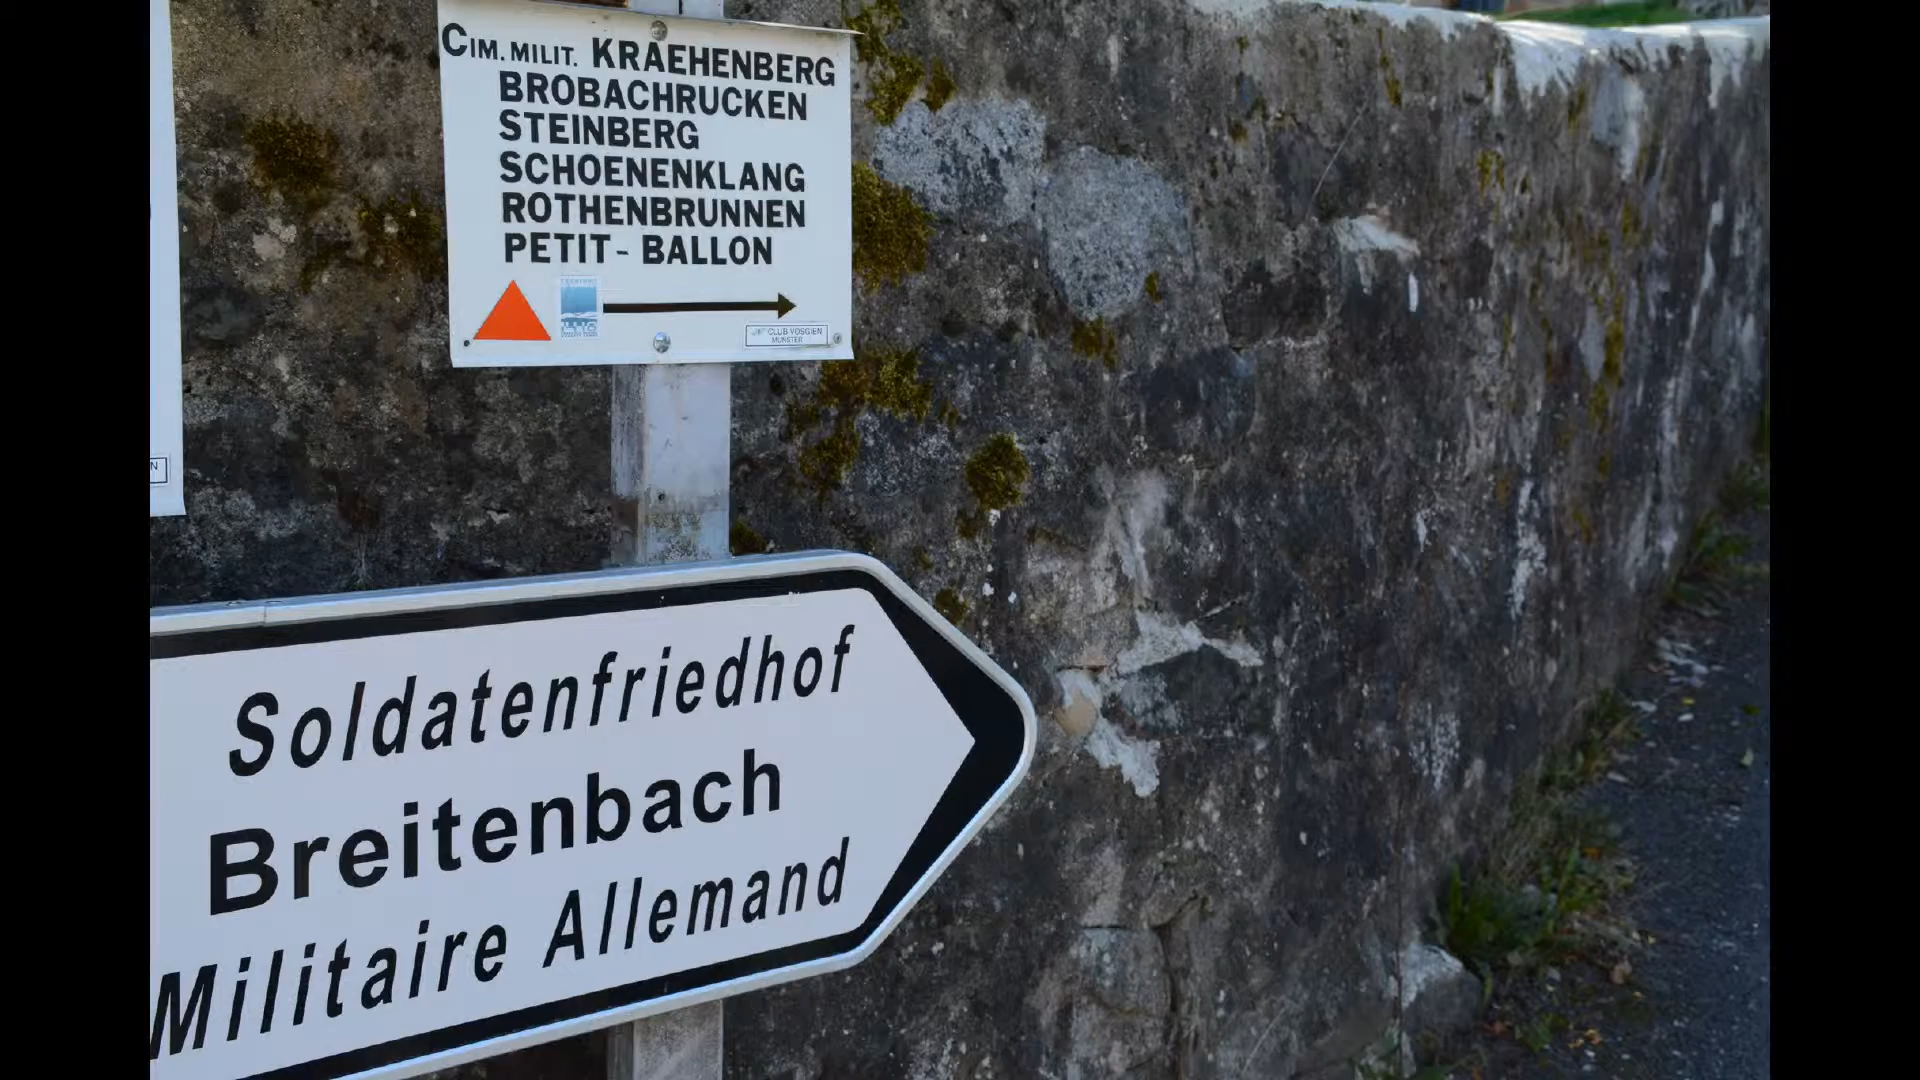 CIM. MILIT. KRAEHENBERG
BROBACHRUCKEN
STEINBERG
SCHOENENKLANG
ROTHENBRUNNEN
PETIT - BALLON
CLUB VOSGIEN
MUNSTER
N
Soldatenfriedhof
Breitenbach
Militaire Allemand